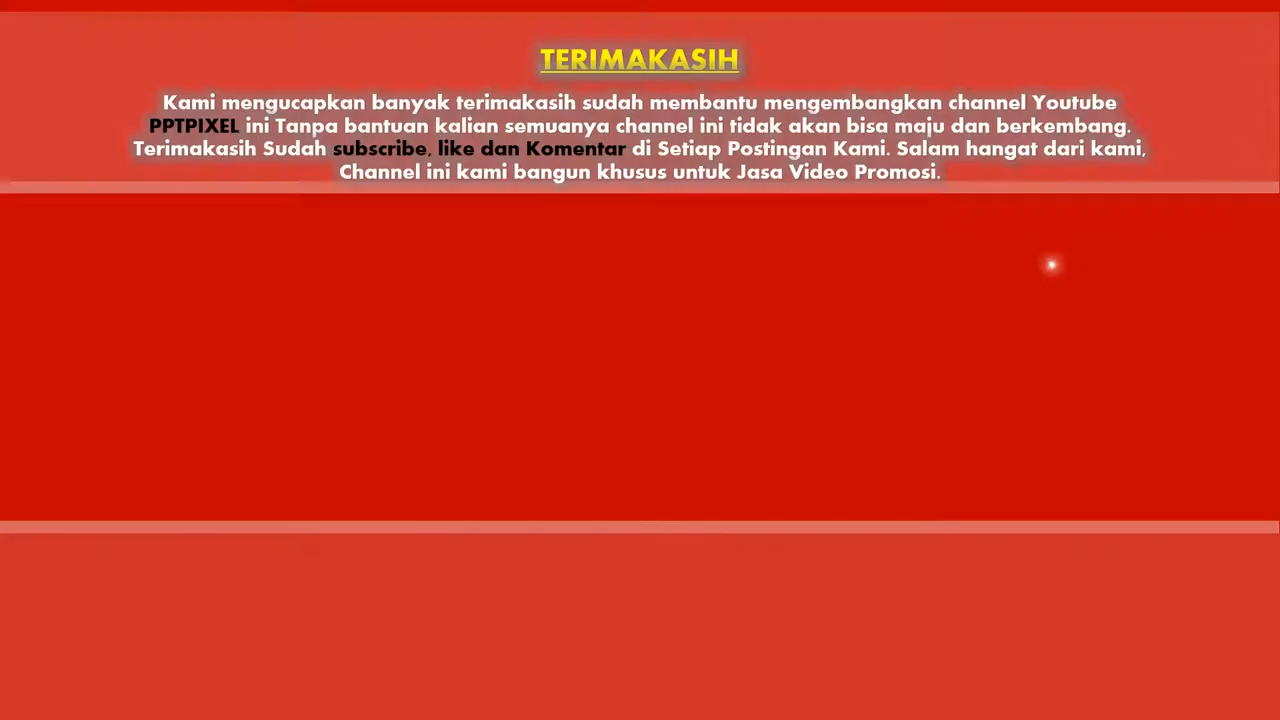 TERIMAKASIH
Kami mengucapkan banyak terimakasih sudah membantu mengembangkan channel Youtube
PPTPIXEL ini Tanpa bantuan kalian semuanya channel ini tidak akan bisa maju dan berkembang.
Terimakasih Sudah subscribe, like dan Komentar di Setiap Postingan Kami. Salam hangat dari kami,
Channel ini kami bangun khusus untuk Jasa Video Promosi.